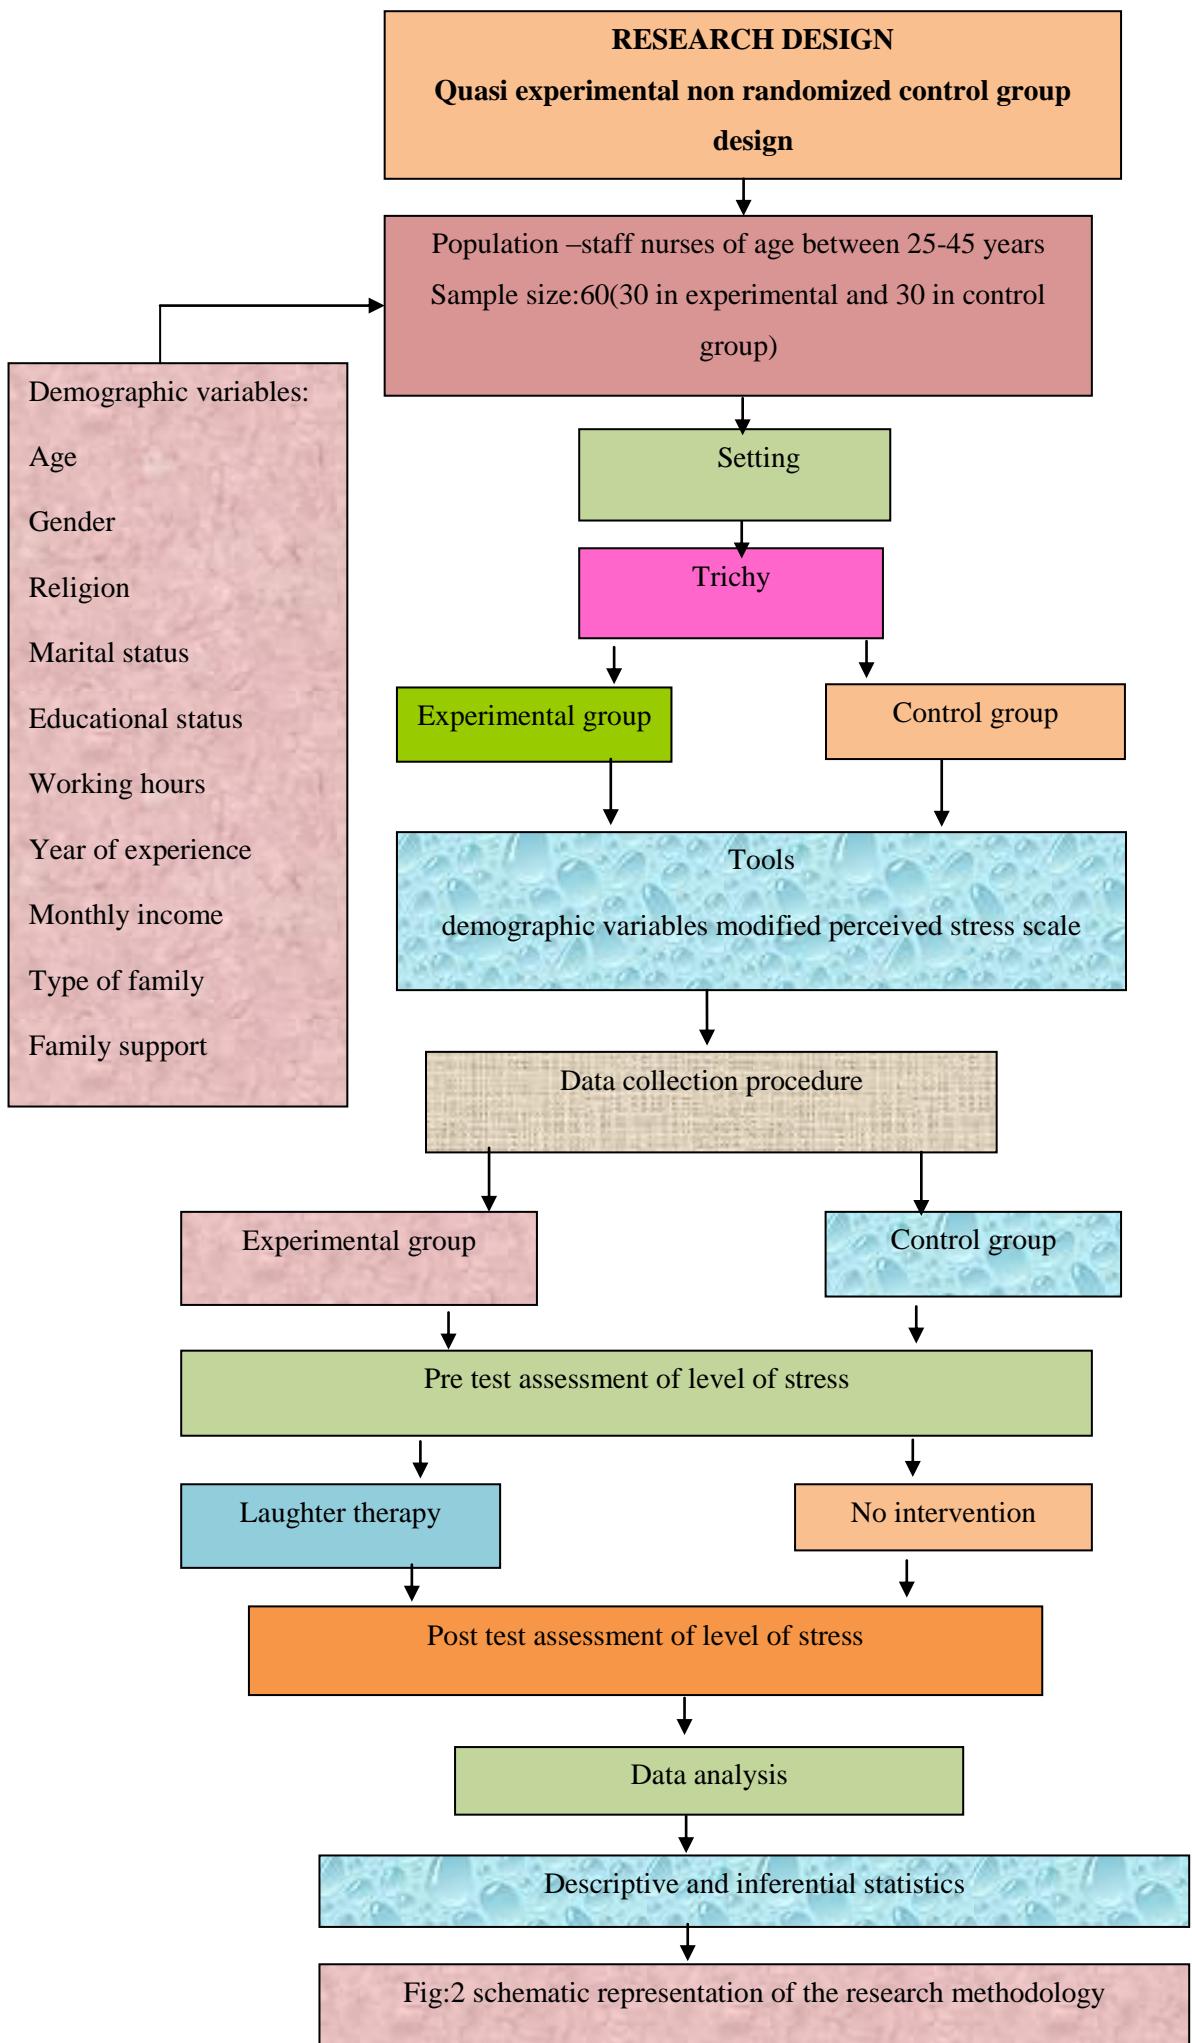 RESEARCH DESIGN
Quasi experimental non randomized control group
design
Population –staff nurses of age between 25-45 years
Sample size:60(30 in experimental and 30 in control
group)
Demographic variables:
Age
Gender
Religion
Marital status
Educational status
Working hours
Year of experience
Monthly income
Type of family
Family support
Setting
Trichy
Experimental group
Control group
Tools
demographic variables modified perceived stress scale
Data collection procedure
Experimental group
Control group
Pre test assessment of level of stress
Laughter therapy
No intervention
Post test assessment of level of stress
Data analysis
Descriptive and inferential statistics
Fig:2 schematic representation of the research methodology